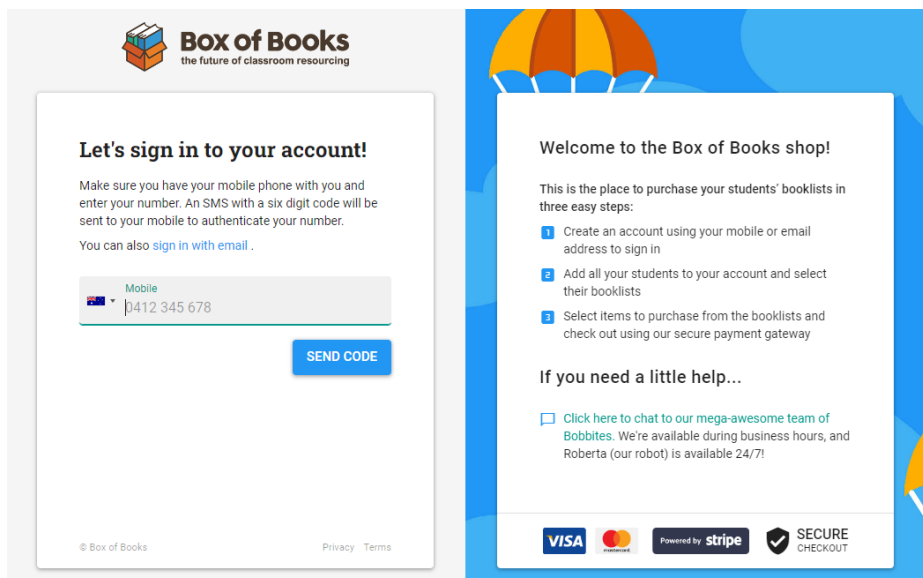 Box of Books
the future of classroom resourcing
Let's sign in to your account!
Make sure you have your mobile phone with you and
enter your number. An SMS with a six digit code will be
sent to your mobile to authenticate your number.
You can also sign in with email .
Mobile
0412 345 678
SEND CODE
© Box of Books
Privacy Terms
Welcome to the Box of Books shop!
This is the place to purchase your students' booklists in
three easy steps:
1 Create an account using your mobile or email
address to sign in
2 Add all your students to your account and select
their booklists
3 Select items to purchase from the booklists and
check out using our secure payment gateway
If you need a little help...
Click here to chat to our mega-awesome team of
Bobbites. We're available during business hours, and
Roberta (our robot) is available 24/7!
VISA
mastercard
Powered by stripe
SECURE
CHECKOUT